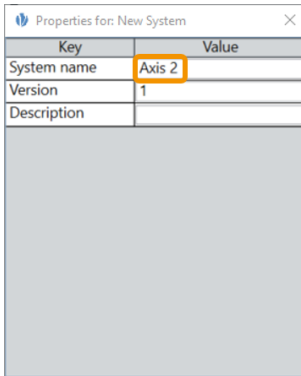 Properties for: New System
Key Value
System name Axis 2
Version 1
Description